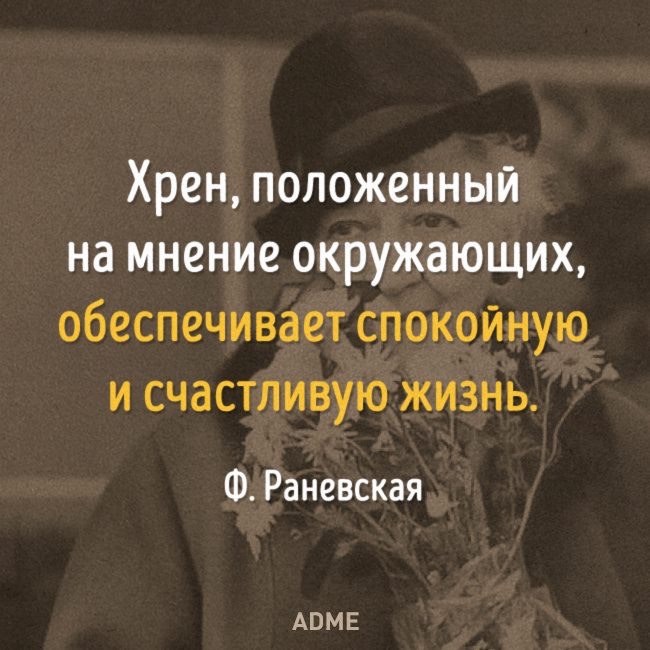 Хрен, положенный
на мнение окружающих,
обеспечивает спокойную
и счастливую жизнь.
Ф. Раневская
ADME